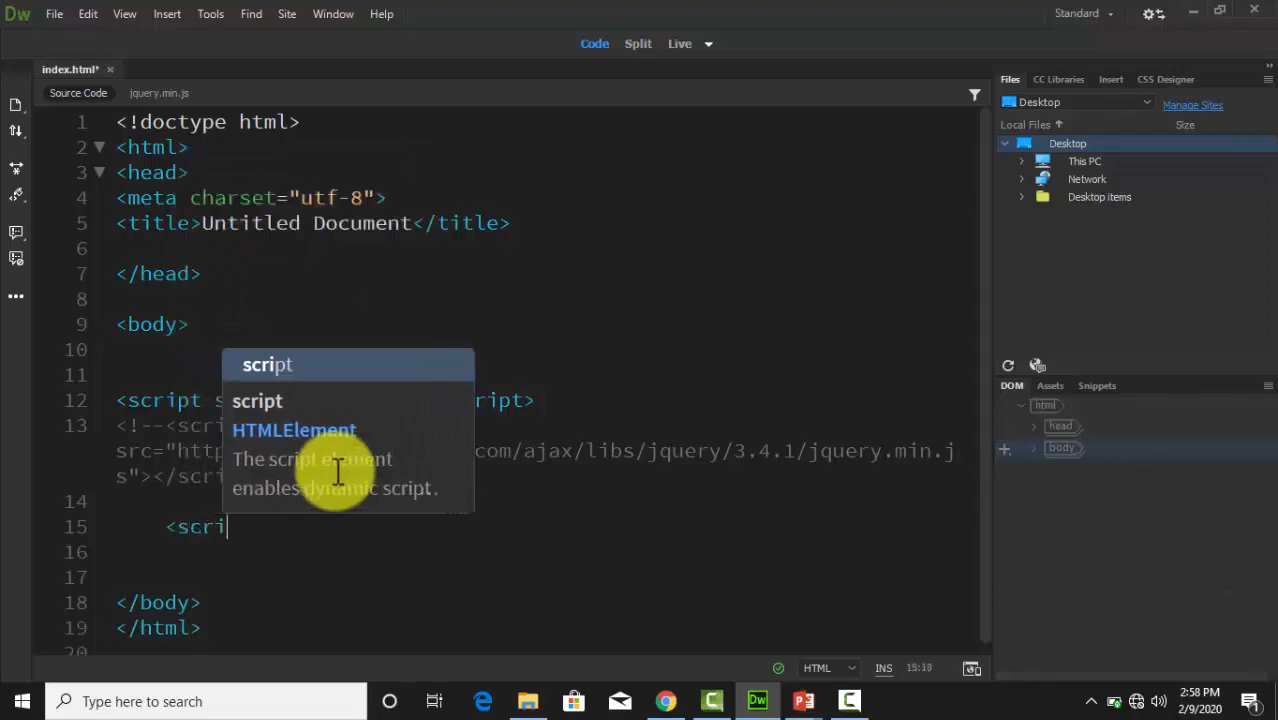 Dw File Edit View Insert Tools Find Site Window Help Standard
Code Split Live
index.html*
Source Code jquery.min.js
1 <!doctype html>
2 <html>
3 <head>
4 <meta charset="utf-8">
5 <title>Untitled Document</title>
6
7 </head>
8
9 <body>
10
11
12 <script s ript>
13 <!--<scri
src="http com/ajax/libs/jquery/3.4.1/jquery.min.j
s"></scri
14
15 <scri
16
17
18 </body>
19 </html>
20
script
script
HTMLElement
The script element
enables dynamic script…
HTML INS 15:10
Files CC Libraries Insert CSS Designer
Desktop Manage Sites
Local Files Size
Desktop
This PC
Network
Desktop items
DOM Assets Snippets
html
head
body
Type here to search
Dw
2:58 PM
2/9/2020
1